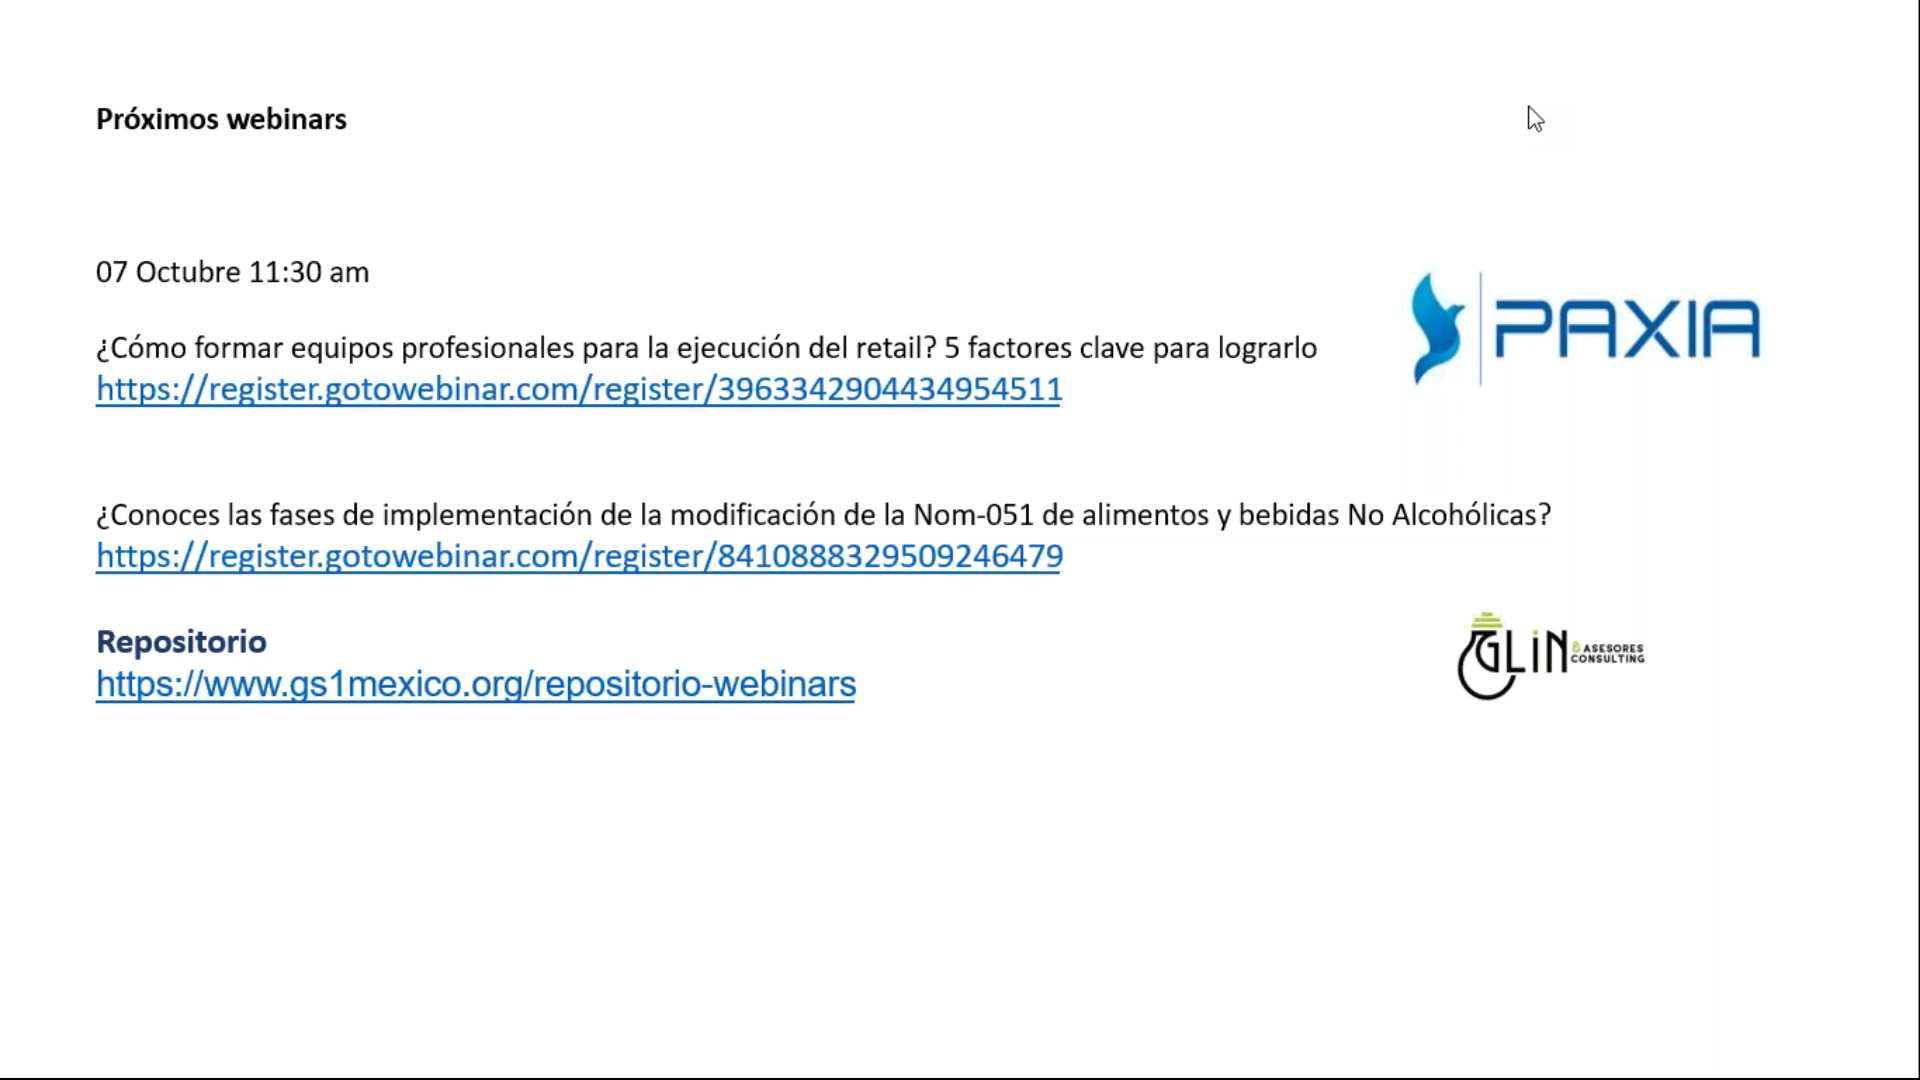 Próximos webinars
07 Octubre 11:30 am
¿Cómo formar equipos profesionales para la ejecución del retail? 5 factores clave para lograrlo
https://register.gotowebinar.com/register/3963342904434954511
PAXIA
¿Conoces las fases de implementación de la modificación de la Nom-051 de alimentos y bebidas No Alcohólicas?
https://register.gotowebinar.com/register/8410888329509246479
Repositorio
https://www.gs1mexico.org/repositorio-webinars
GLiN & ASESORES
CONSULTING